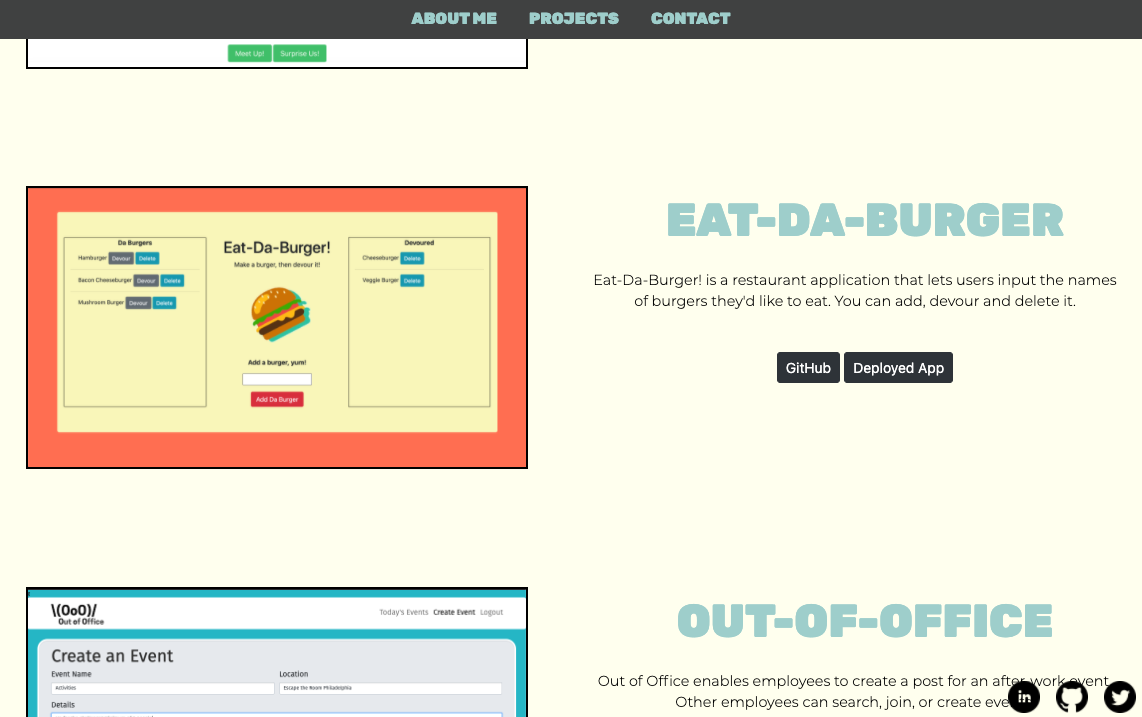 ABOUT ME PROJECTS CONTACT
Meet Up! Surprise Us!
Da Burgers
Hamburger Devour Delete
Bacon Cheeseburger Devour Delete
Mushroom Burger Devour Delete
Eat-Da-Burger!
Make a burger, then devour it!
Add a burger, yum!
Add Da Burger
Devoured
Cheeseburger Delete
Veggie Burger Delete
EAT-DA-BURGER
Eat-Da-Burger! is a restaurant application that lets users input the names
of burgers they'd like to eat. You can add, devour and delete it.
GitHub Deployed App
\(OoO)/
Out of Office
Today's Events Create Event Logout
Create an Event
Event Name
Activities
Location
Escape the Room Philadelphia
Details
OUT-OF-OFFICE
Out of Office enables employees to create a post for an after work event.
Other employees can search, join, or create
in